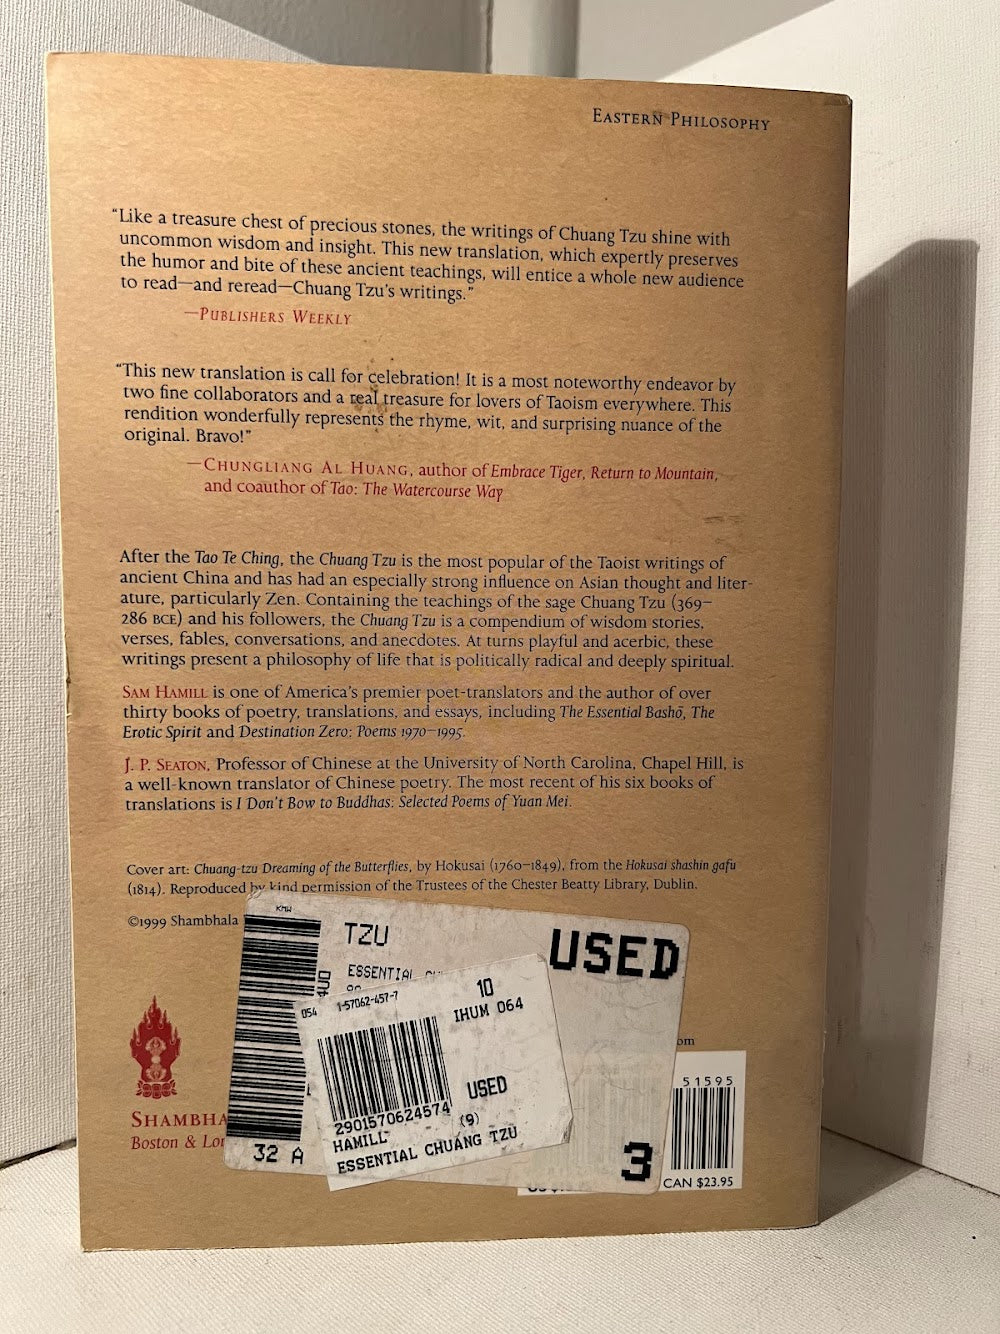 EASTERN PHILOSOPHY
“Like a treasure chest of precious stones, the writings of Chuang Tzu shine with
uncommon wisdom and insight. This new translation, which expertly preserves
the humor and bite of these ancient teachings, will entice a whole new audience
to read—and reread—Chuang Tzu’s writings.”
—PUBLISHERS WEEKLY
“This new translation is call for celebration! It is a most noteworthy endeavor by
two fine collaborators and a real treasure for lovers of Taoism everywhere. This
rendition wonderfully represents the rhyme, wit, and surprising nuance of the
original. Bravo!”
—CHUNGLIANG AL HUANG, author of Embrace Tiger, Return to Mountain,
and coauthor of Tao: The Watercourse Way
After the Tao Te Ching, the Chuang Tzu is the most popular of the Taoist writings of
ancient China and has had an especially strong influence on Asian thought and liter-
ature, particularly Zen. Containing the teachings of the sage Chuang Tzu (369–
286 BCE) and his followers, the Chuang Tzu is a compendium of wisdom stories,
verses, fables, conversations, and anecdotes. At turns playful and acerbic, these
writings present a philosophy of life that is politically radical and deeply spiritual.
SAM HAMILL is one of America’s premier poet-translators and the author of over
thirty books of poetry, translations, and essays, including The Essential Bashō, The
Erotic Spirit and Destination Zero: Poems 1970–1995.
J. P. SEATON, Professor of Chinese at the University of North Carolina, Chapel Hill, is
a well-known translator of Chinese poetry. The most recent of his six books of
translations is I Don’t Bow to Buddhas: Selected Poems of Yuan Mei.
Cover art: Chuang-tzu Dreaming of the Butterflies, by Hokusai (1760–1849), from the Hokusai shashin gafu
(1814). Reproduced by kind permission of the Trustees of the Chester Beatty Library, Dublin.
©1999 Shambhala
KMW
TZU
USED
ESSENTIAL
054
1-57062-457-7
10
IHUM 064
USED
2901570624574
(9)
HAMILL
ESSENTIAL CHUANG TZU
32 A
3
om
51595
CAN $23.95
SHAMBHA
Boston & Lon